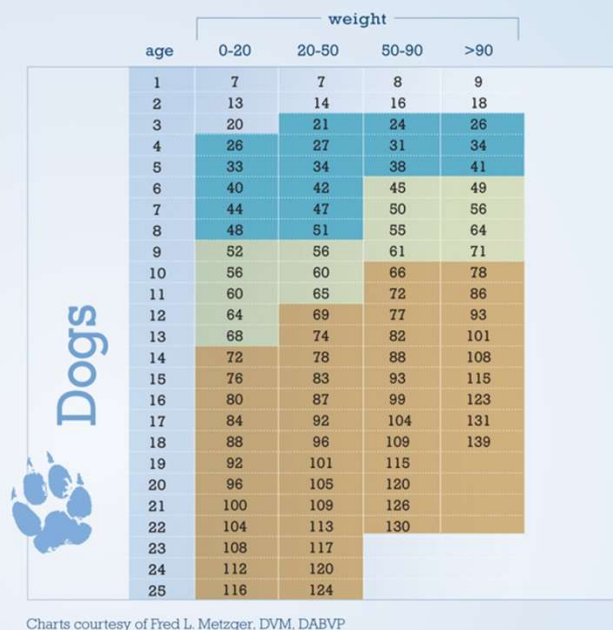 weight
age 0-20 20-50 50-90 >90
1 7 7 8 9
2 13 14 16 18
3 20 21 24 26
4 26 27 31 34
5 33 34 38 41
6 40 42 45 49
7 44 47 50 56
8 48 51 55 64
9 52 56 61 71
10 56 60 66 78
11 60 65 72 86
12 64 69 77 93
13 68 74 82 101
14 72 78 88 108
15 76 83 93 115
16 80 87 99 123
17 84 92 104 131
18 88 96 109 139
19 92 101 115
20 96 105 120
21 100 109 126
22 104 113 130
23 108 117
24 112 120
25 116 124
Dogs
Charts courtesy of Fred L. Metzger, DVM, DABVP